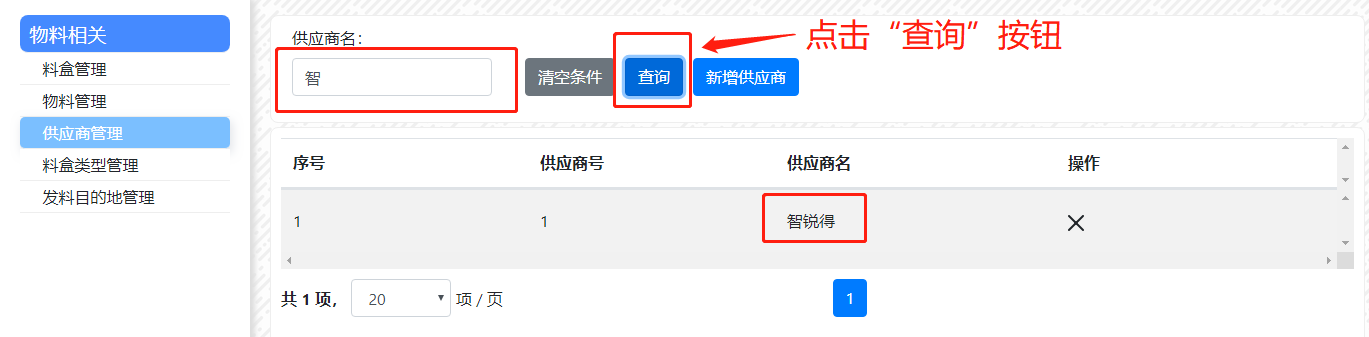 物料相关
料盒管理
物料管理
供应商管理
料盒类型管理
发料目的地管理
供应商名：
智
清空条件
查询
新增供应商
点击“查询”按钮
序号 供应商号 供应商名 操作
1 1 智锐得
共 1 项， 20 项 / 页 1